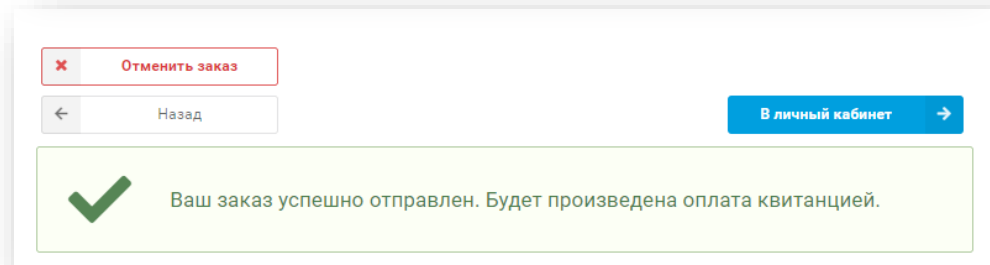 Отменить заказ
Назад
В личный кабинет
Ваш заказ успешно отправлен. Будет произведена оплата квитанцией.